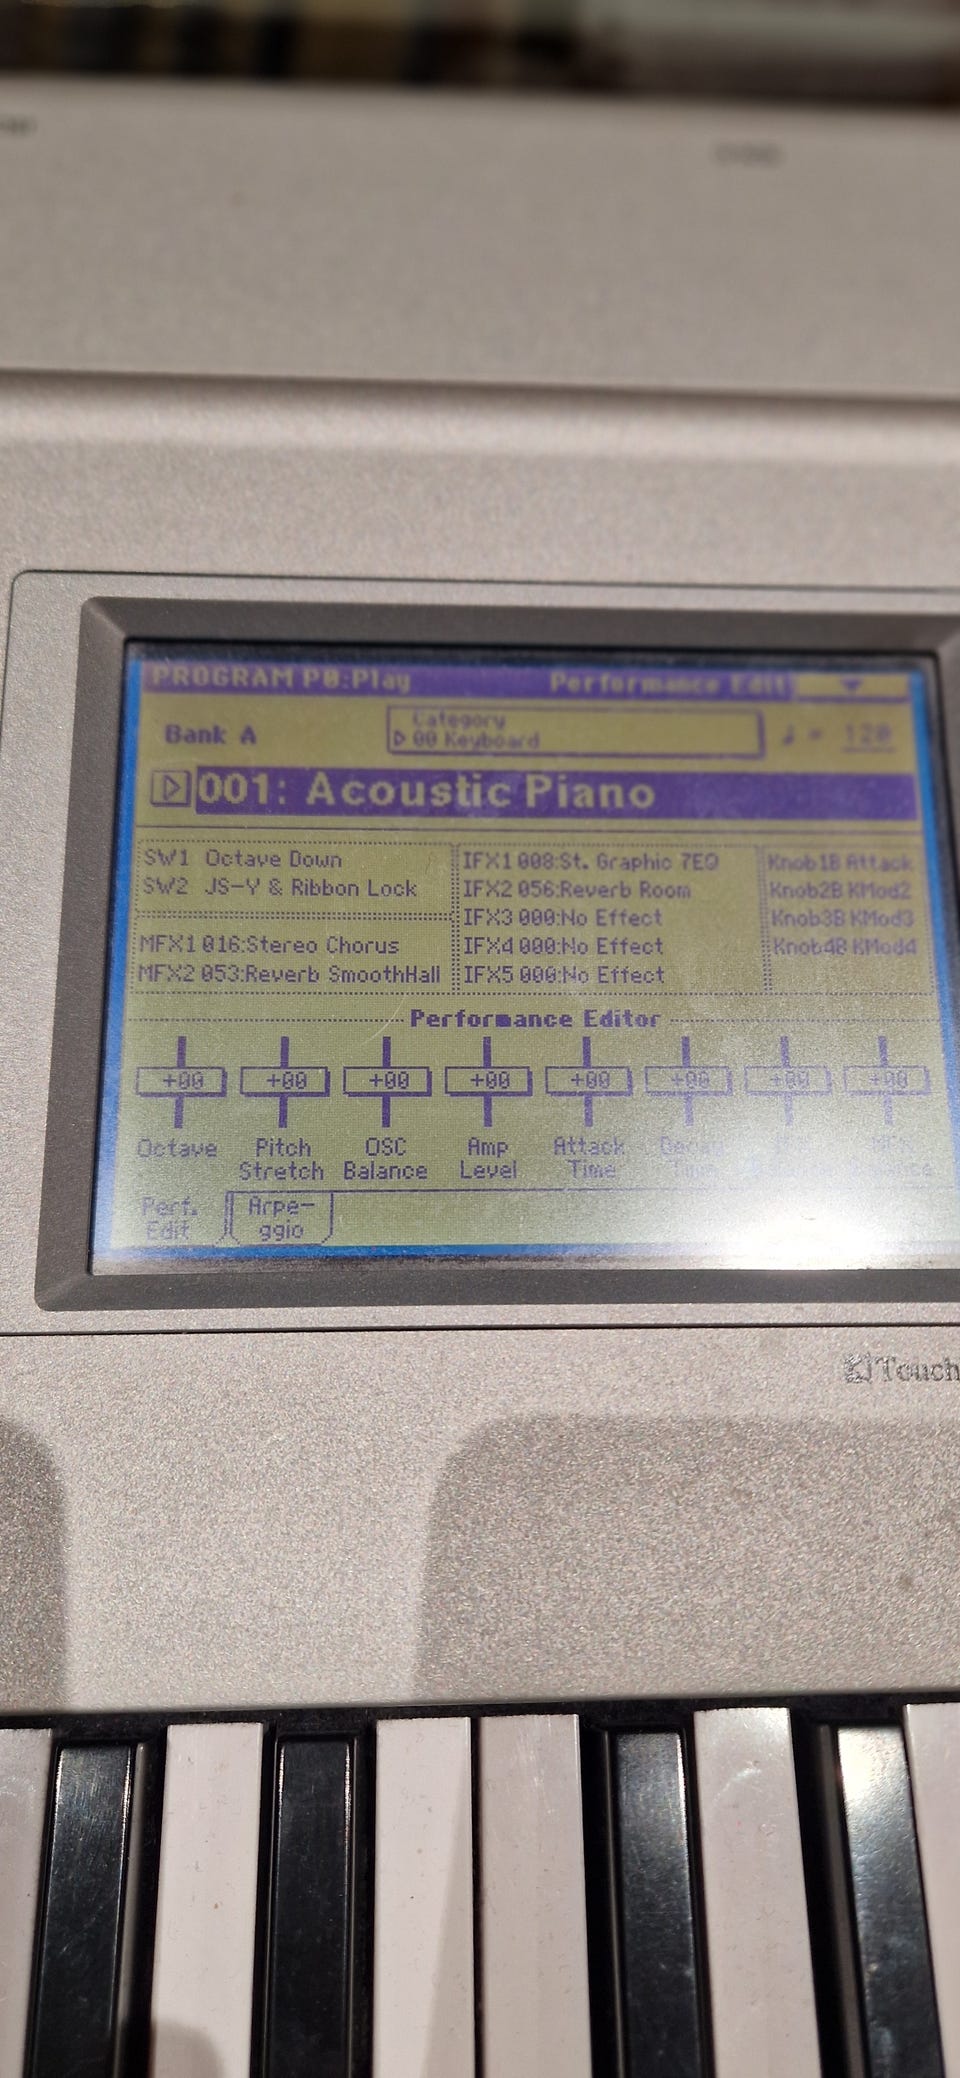 PROGRAM P0:Play Performance Edit
Bank A
Category
00 Keyboard
♩ = 120
001: Acoustic Piano
SW1 Octave Down
SW2 JS-Y & Ribbon Lock
MFX1 016:Stereo Chorus
MFX2 053:Reverb SmoothHall
IFX1 008:St. Graphic 7EQ
IFX2 056:Reverb Room
IFX3 000:No Effect
IFX4 000:No Effect
IFX5 000:No Effect
Knob1B Attack
Knob2B KMod2
Knob3B KMod3
Knob4B KMod4
Performance Editor
+00 +00 +00 +00 +00 +00 +00 +00
Octave
Pitch
Stretch
OSC
Balance
Amp
Level
Attack
Time
Decay
Perf.
Edit
Arpe-
ggio
Touch